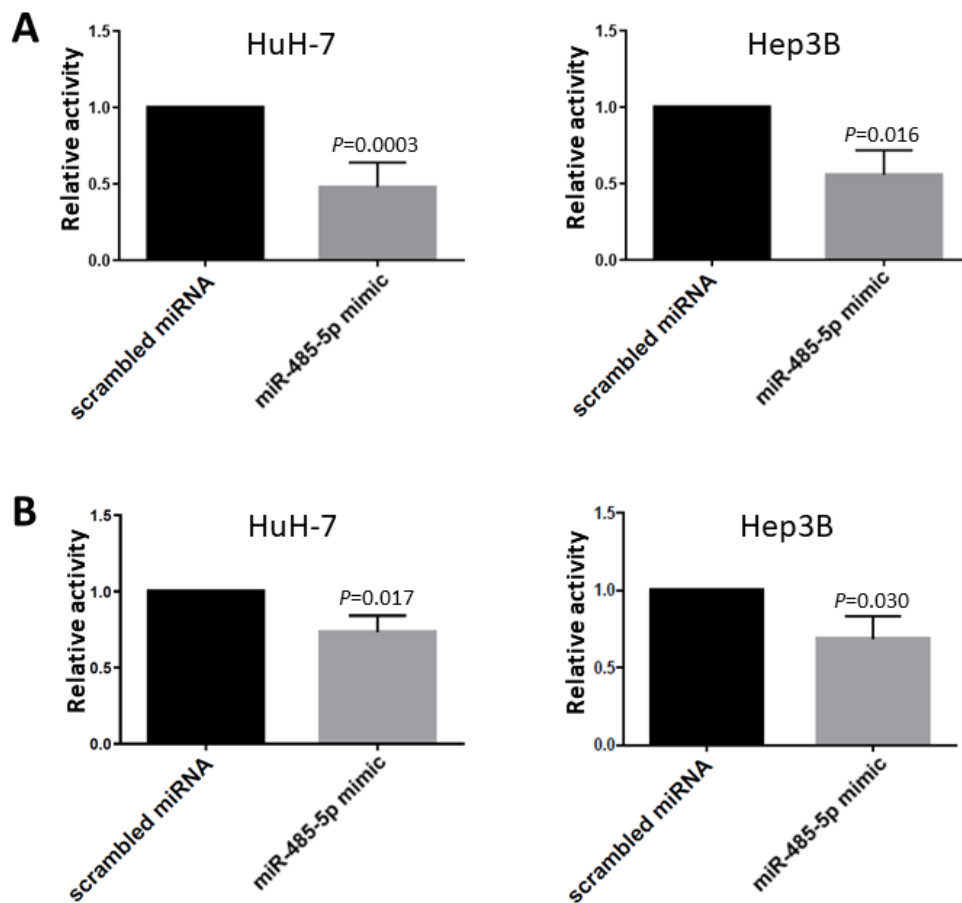 A
HuH-7
Relative activity
1.5
1.0
0.5
0.0
P=0.0003
scrambled miRNA
miR-485-5p mimic
Hep3B
Relative activity
1.5
1.0
0.5
0.0
P=0.016
scrambled miRNA
miR-485-5p mimic
B
HuH-7
Relative activity
1.5
1.0
0.5
0.0
P=0.017
scrambled miRNA
miR-485-5p mimic
Hep3B
Relative activity
1.5
1.0
0.5
0.0
P=0.030
scrambled miRNA
miR-485-5p mimic